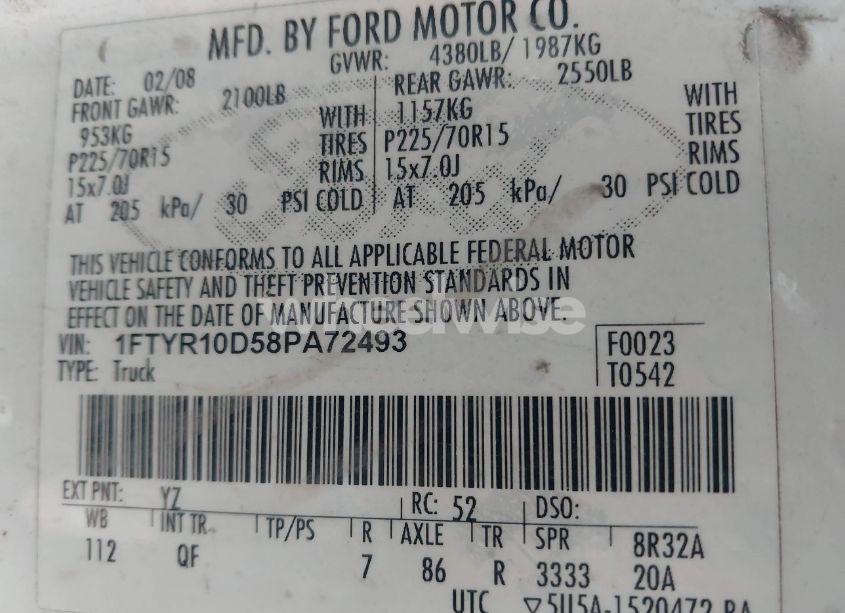 MFD. BY FORD MOTOR CO.
DATE: 02/08 GVWR: 4380LB/ 1987KG
FRONT GAWR: 2100LB REAR GAWR: 2550LB
953KG WITH 1157KG WITH
P225/70R15 TIRES P225/70R15 TIRES
15x7.0J RIMS 15x7.0J RIMS
AT 205 kPa/ 30 PSI COLD AT 205 kPa/ 30 PSI COLD
THIS VEHICLE CONFORMS TO ALL APPLICABLE FEDERAL MOTOR
VEHICLE SAFETY AND THEFT PREVENTION STANDARDS IN
EFFECT ON THE DATE OF MANUFACTURE SHOWN ABOVE.
VIN: 1FTYR10D58PA72493 F0023
TYPE: Truck T0542
EXT PNT: YZ RC: 52 DSO:
WB INT TR TP/PS R AXLE TR SPR 8R32A
112 QF 7 86 R 3333 20A
UTC ▽5U5A-1520472-BA